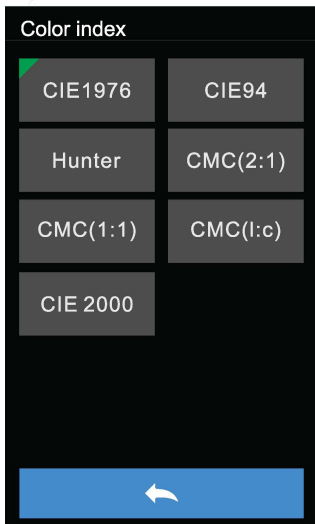 Color index
CIE1976
CIE94
Hunter
CMC(2:1)
CMC(1:1)
CMC(l:c)
CIE 2000